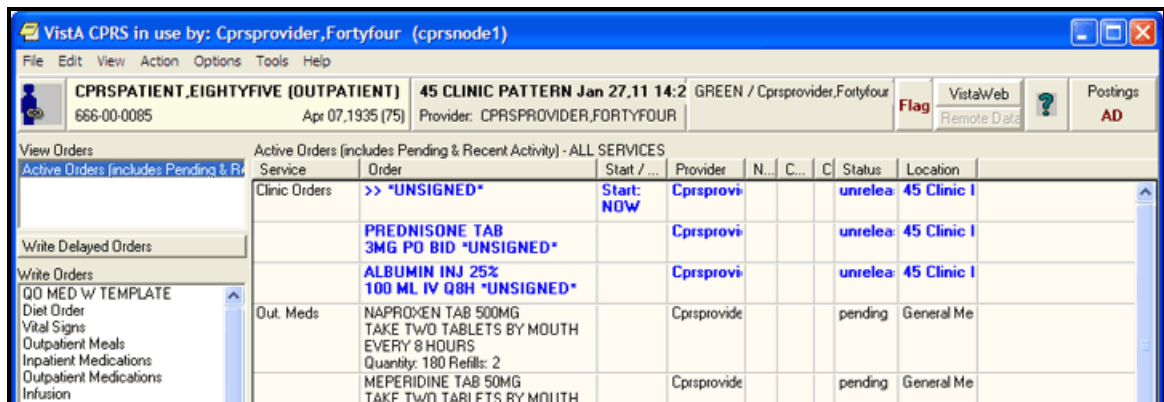 VistA CPRS in use by: Cprsprovider,Fortyfour (cprsnode1)
File Edit View Action Options Tools Help
CPRSPATIENT,EIGHTYFIVE (OUTPATIENT)
666-00-0085 Apr 07,1935 (75)
45 CLINIC PATTERN Jan 27,11 14:2
Provider: CPRSPROVIDER,FORTYFOUR
GREEN / Cprsprovider,Fortyfour
Flag
VistaWeb
Remote Data
?
Postings
AD
View Orders
Active Orders (includes Pending & Re
Write Delayed Orders
Write Orders
QO MED W TEMPLATE
Diet Order
Vital Signs
Outpatient Meals
Inpatient Medications
Outpatient Medications
Infusion
Active Orders (includes Pending & Recent Activity) - ALL SERVICES
Service Order Start / ... Provider N... C... C Status Location
Clinic Orders >> *UNSIGNED* Start: Cprsprovi unrelea 45 Clinic
NOW
PREDNISONE TAB Cprsprovi unrelea 45 Clinic
3MG PO BID *UNSIGNED*
ALBUMIN INJ 25% Cprsprovi unrelea 45 Clinic
100 ML IV Q8H *UNSIGNED*
Out. Meds NAPROXEN TAB 500MG Cprsprovide pending General Me
TAKE TWO TABLETS BY MOUTH
EVERY 8 HOURS
Quantity: 180 Refills: 2
MEPERIDINE TAB 50MG Cprsprovide pending General Me
TAKE TWO TABLETS BY MOUTH